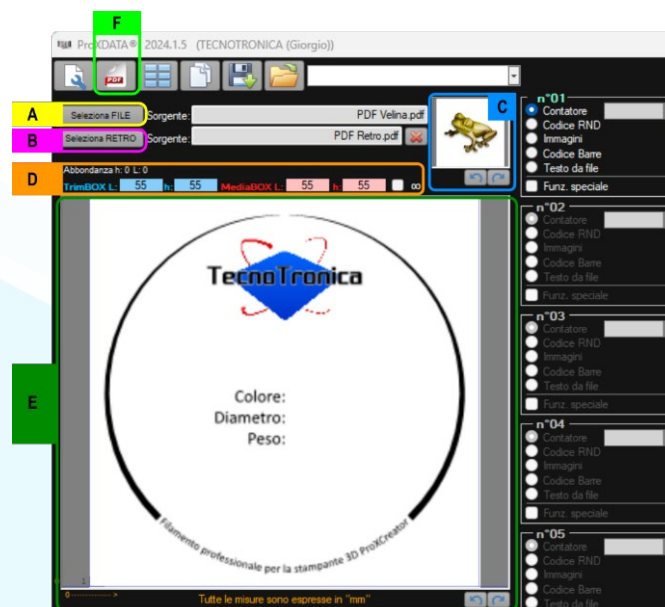 F
ProXDATA® 2024.1.5 (TECNOTRONICA (Giorgio))
PDF
A Seleziona FILE Sorgente: PDF Velina.pdf
B Seleziona RETRO Sorgente: PDF Retro.pdf
C
D
Abbondanza h: 0 L: 0
TrimBOX L: 55 h: 55 MediaBOX L: 55 h: 55 ∞
E
TecnoTronica
Colore:
Diametro:
Peso:
Filamento professionale per la stampante 3D ProXCreator
1
0------------ >
Tutte le misure sono espresse in "mm"
n°01
Contatore
Codice RND
Immagini
Codice Barre
Testo da file
Funz. speciale
n°02
Contatore
Codice RND
Immagini
Codice Barre
Testo da file
Funz. speciale
n°03
Contatore
Codice RND
Immagini
Codice Barre
Testo da file
Funz. speciale
n°04
Contatore
Codice RND
Immagini
Codice Barre
Testo da file
Funz. speciale
n°05
Contatore
Codice RND
Immagini
Codice Barre
Testo da file